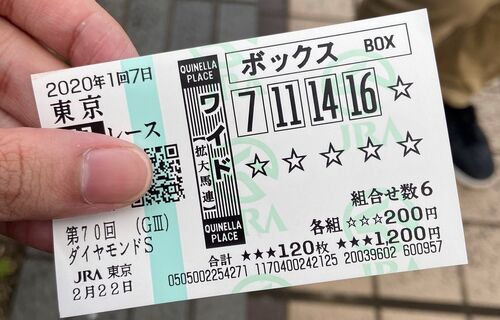 2020年1回7日
東京
11レース
第70回 (GⅢ)
ダイヤモンドS
JRA 東京
2月22日
QUINELLA
PLACE
ワイド
(拡大馬連)
QUINELLA
PLACE
ボックス BOX
7 11 14 16 ☆
☆ ☆ ☆ ☆ ☆
JRA
JRA
組合せ数6
各組 ☆☆☆200円
合計 ★★★120枚 ★★★1,200円
0505002254271 1170400242125 20039602 600957